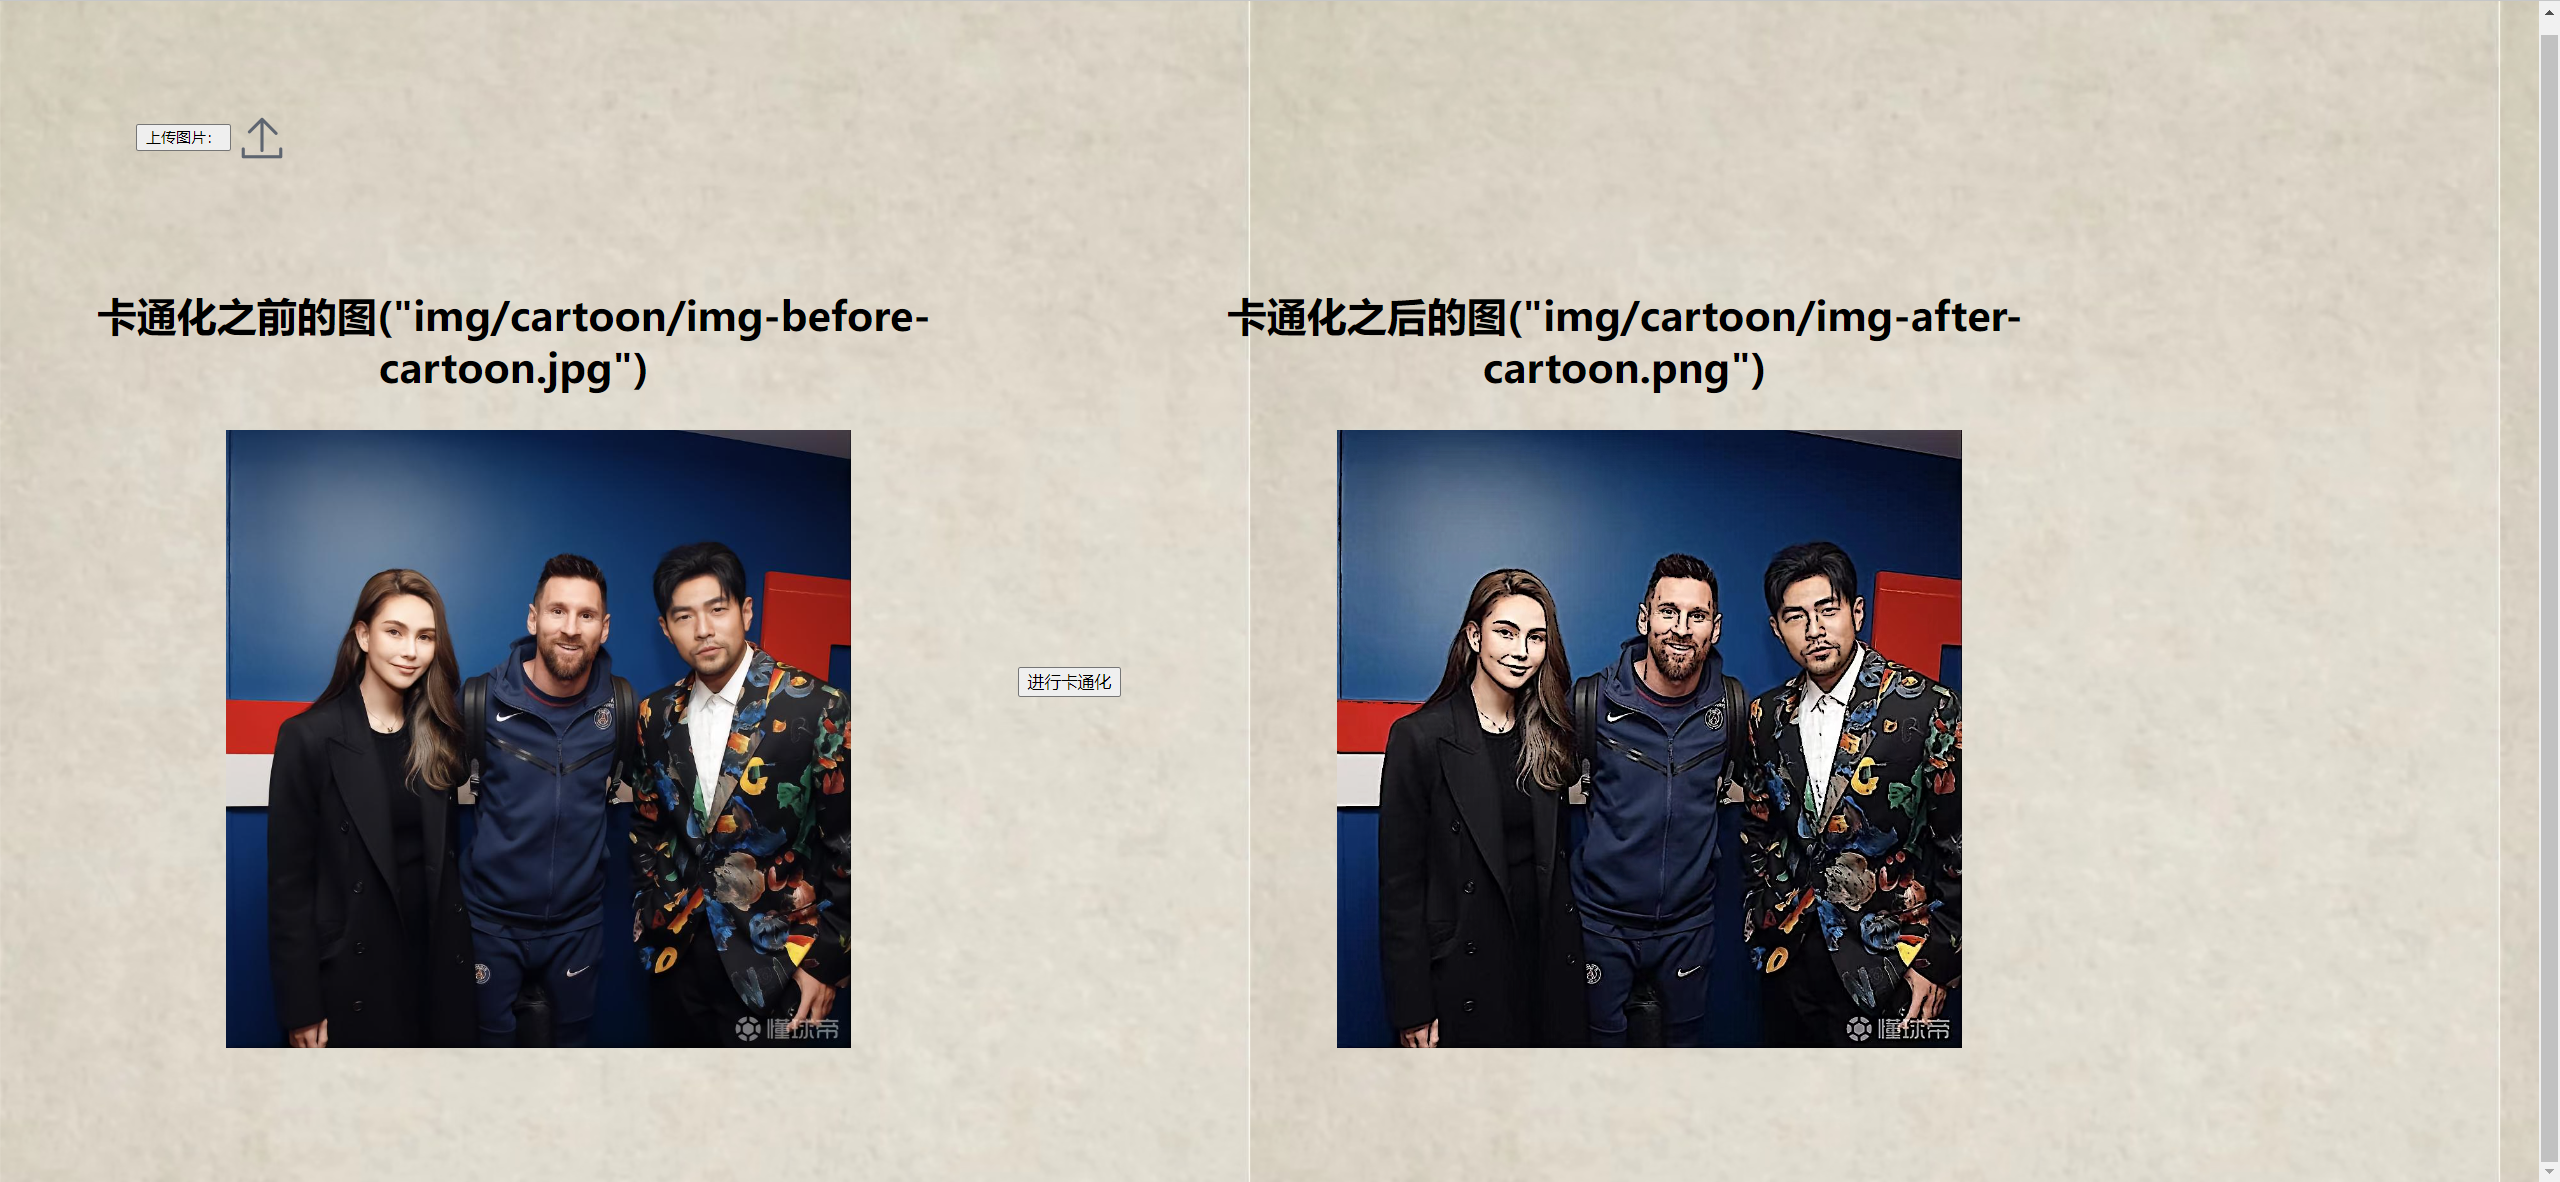 上传图片：
卡通化之前的图("img/cartoon/img-before-
cartoon.jpg")
卡通化之后的图("img/cartoon/img-after-
cartoon.png")
进行卡通化
懂球帝
懂球帝